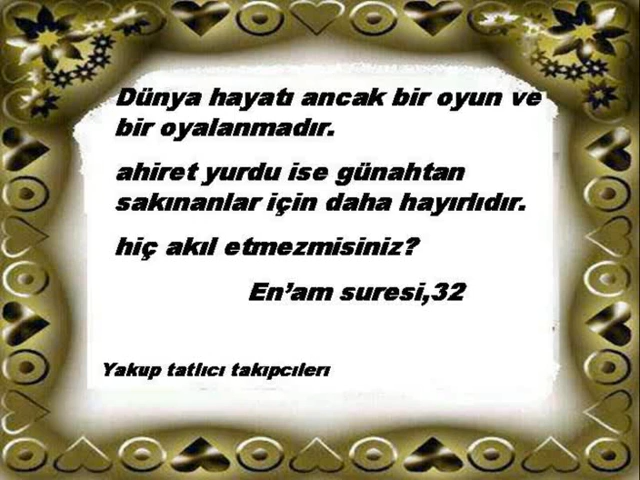 Dünya hayatı ancak bir oyun ve
bir oyalanmadır.
ahiret yurdu ise günahtan
sakınanlar için daha hayırlıdır.
hiç akıl etmezmisiniz?
En’am suresi,32
Yakup tatlıcı takıpcılerı